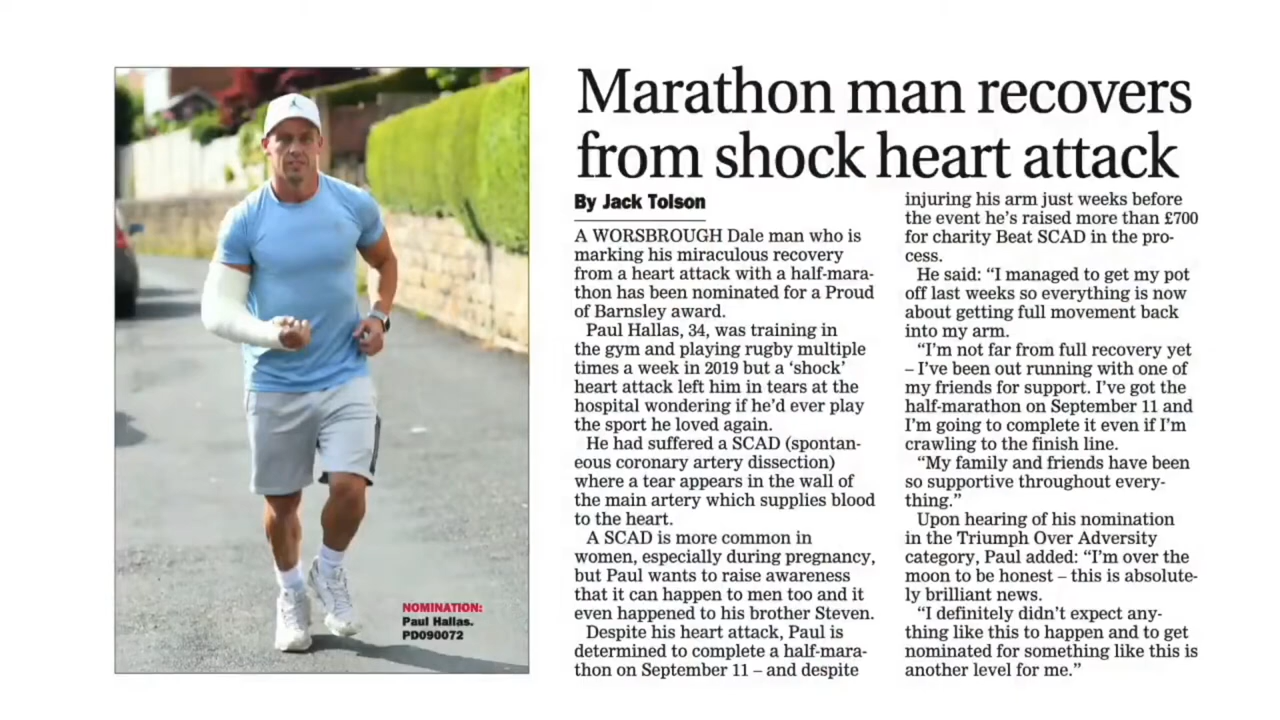 Marathon man recovers
from shock heart attack
By Jack Tolson
A WORSBROUGH Dale man who is
marking his miraculous recovery
from a heart attack with a half-mara-
thon has been nominated for a Proud
of Barnsley award.
Paul Hallas, 34, was training in
the gym and playing rugby multiple
times a week in 2019 but a ‘shock’
heart attack left him in tears at the
hospital wondering if he’d ever play
the sport he loved again.
He had suffered a SCAD (spontan-
eous coronary artery dissection)
where a tear appears in the wall of
the main artery which supplies blood
to the heart.
A SCAD is more common in
women, especially during pregnancy,
but Paul wants to raise awareness
that it can happen to men too and it
even happened to his brother Steven.
Despite his heart attack, Paul is
determined to complete a half-mara-
thon on September 11 – and despite
injuring his arm just weeks before
the event he’s raised more than £700
for charity Beat SCAD in the pro-
cess.
He said: “I managed to get my pot
off last weeks so everything is now
about getting full movement back
into my arm.
“I’m not far from full recovery yet
– I’ve been out running with one of
my friends for support. I’ve got the
half-marathon on September 11 and
I’m going to complete it even if I’m
crawling to the finish line.
“My family and friends have been
so supportive throughout every-
thing.”
Upon hearing of his nomination
in the Triumph Over Adversity
category, Paul added: “I’m over the
moon to be honest – this is absolute-
ly brilliant news.
“I definitely didn’t expect any-
thing like this to happen and to get
nominated for something like this is
another level for me.”
NOMINATION:
Paul Hallas.
PD090072